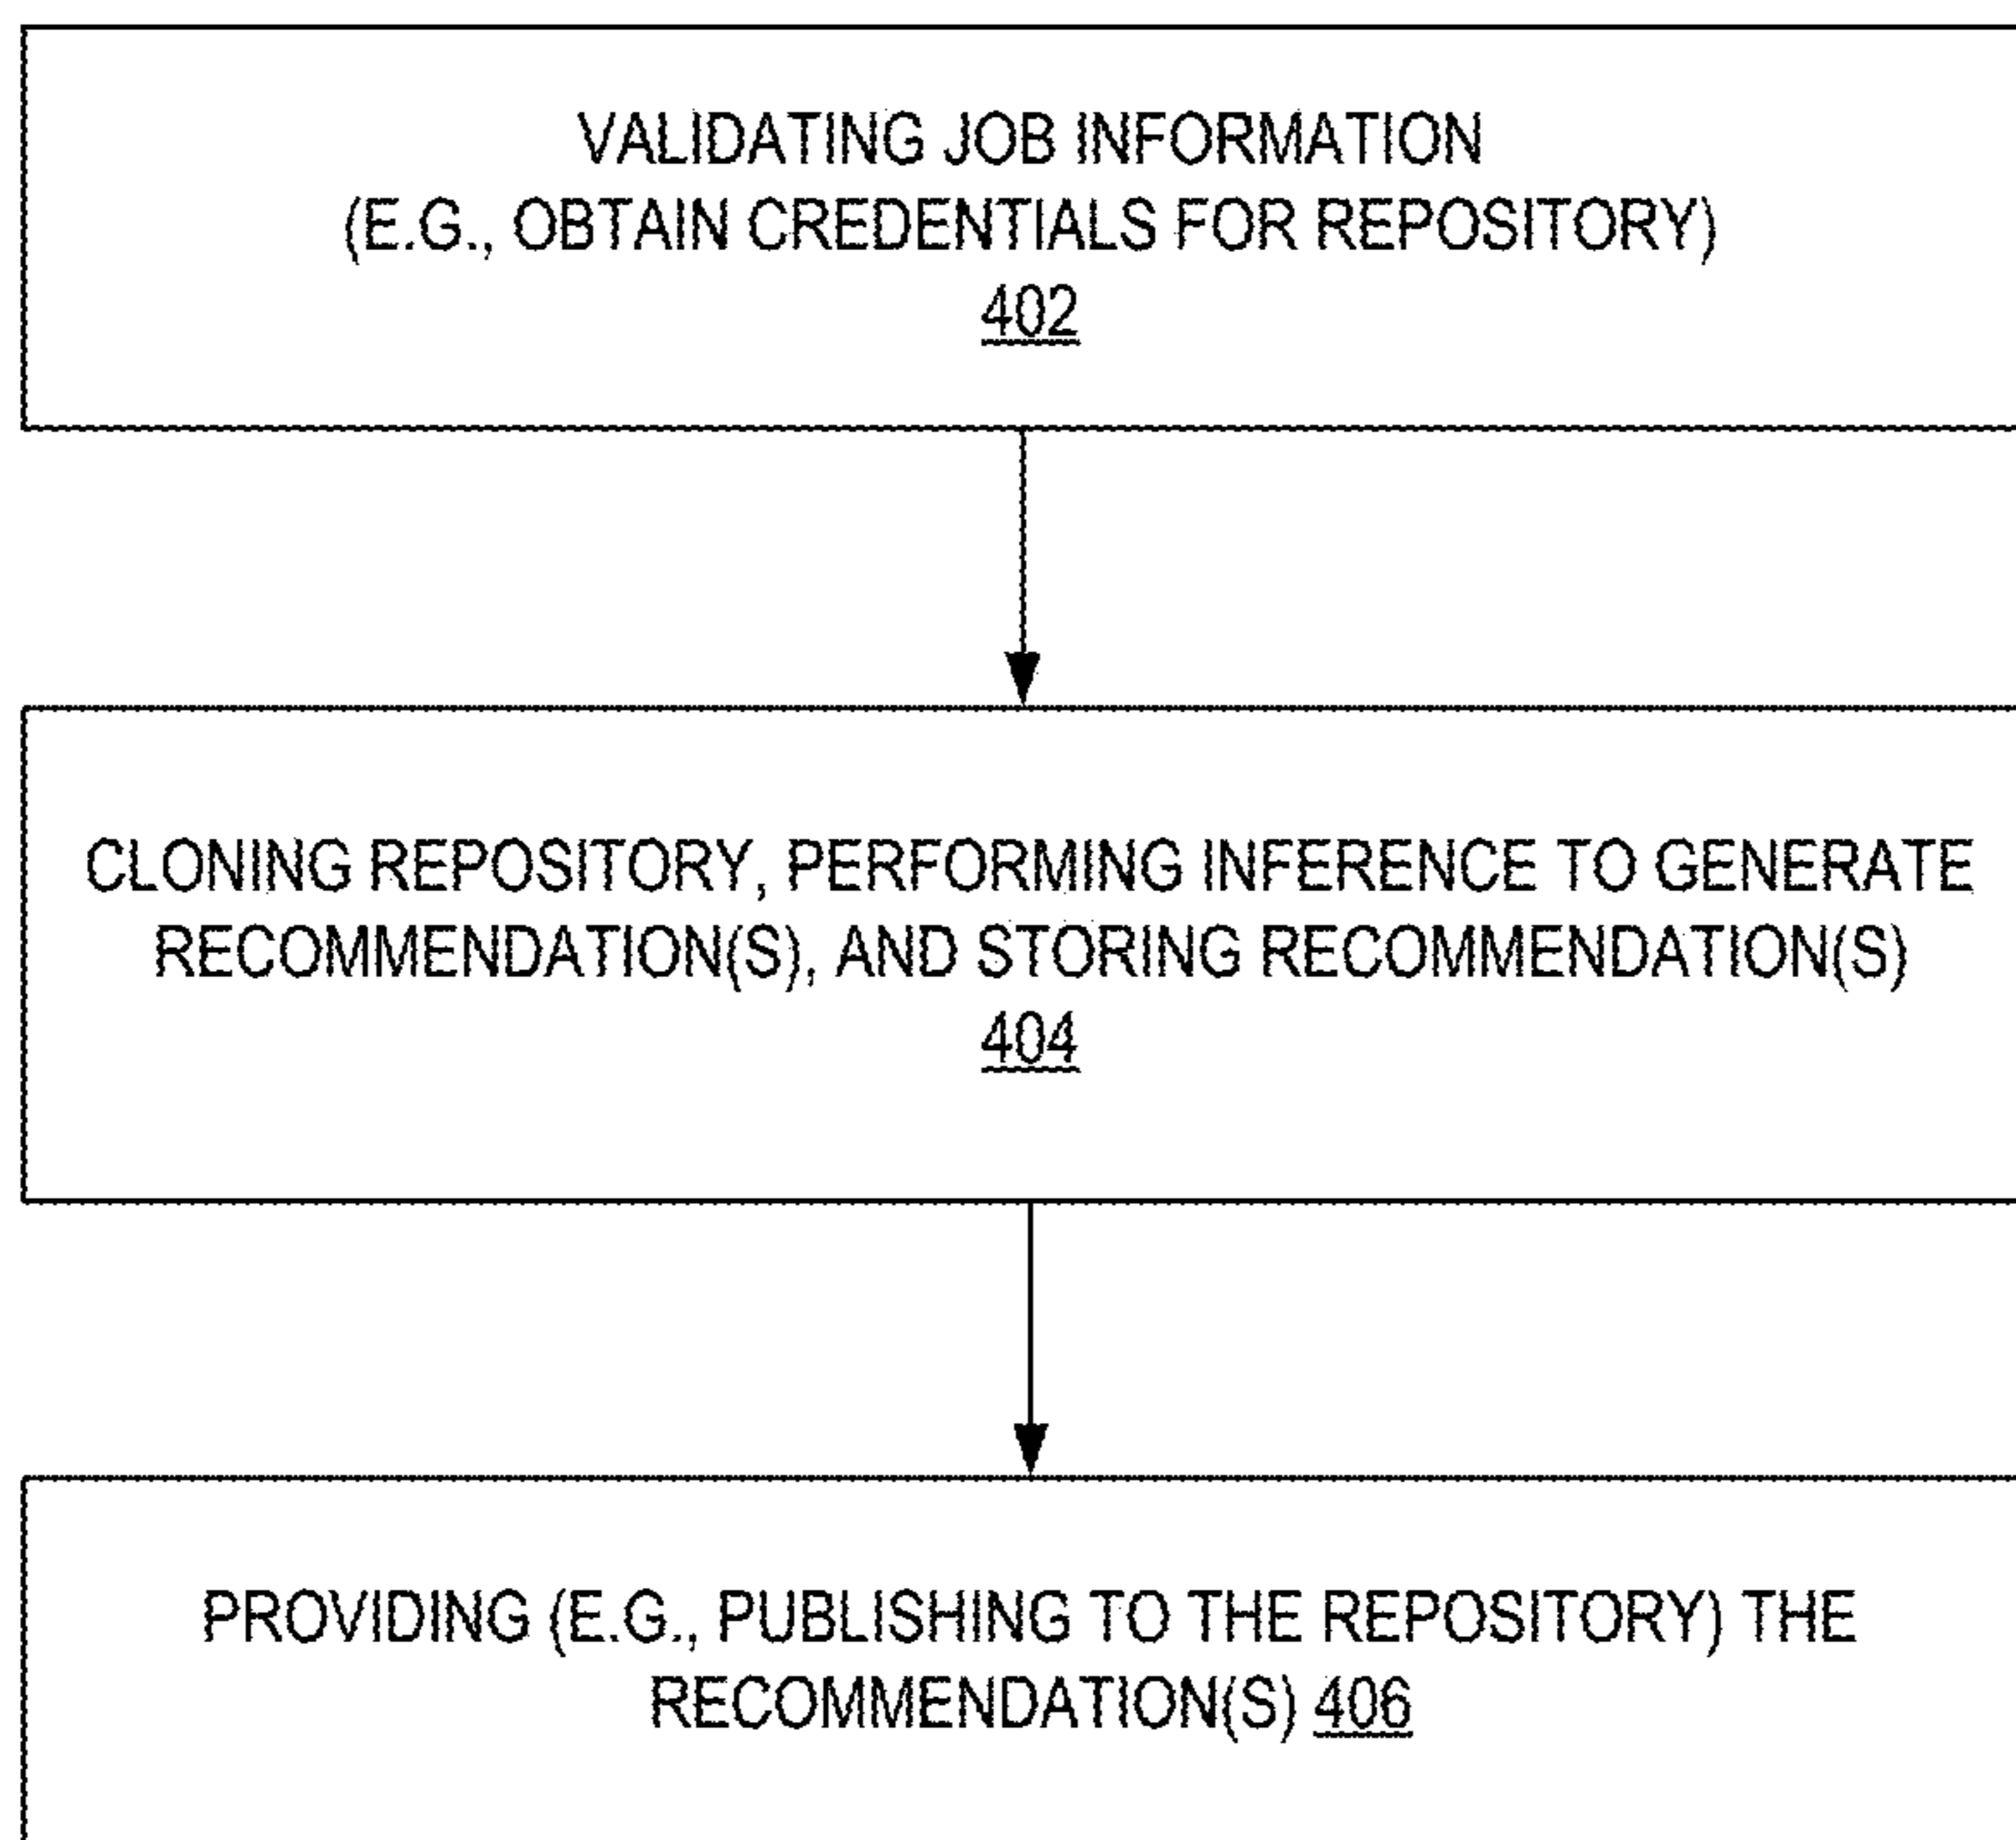 VALIDATING JOB INFORMATION
(E.G., OBTAIN CREDENTIALS FOR REPOSITORY)
402
CLONING REPOSITORY, PERFORMING INFERENCE TO GENERATE
RECOMMENDATION(S), AND STORING RECOMMENDATION(S)
404
PROVIDING (E.G., PUBLISHING TO THE REPOSITORY) THE
RECOMMENDATION(S) 406